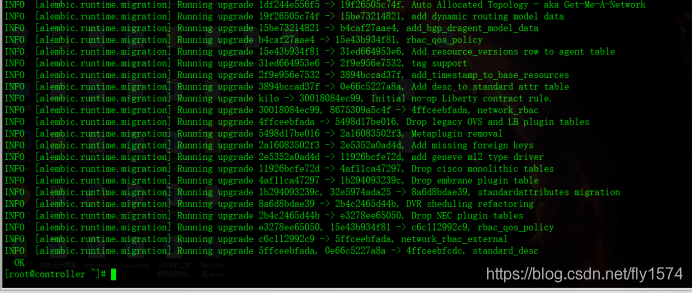 INFO  [alembic.runtime.migration] Running upgrade 1df244e556f5 -> 19f26505c74f, Auto Allocated Topology - aka Get-Me-A-Network
INFO  [alembic.runtime.migration] Running upgrade 19f26505c74f -> 15be73214821, add dynamic routing model data
INFO  [alembic.runtime.migration] Running upgrade 15be73214821 -> b4caf27aae4, add_bgp_dragent_model_data
INFO  [alembic.runtime.migration] Running upgrade b4caf27aae4 -> 15e43b934f81, rbac_qos_policy
INFO  [alembic.runtime.migration] Running upgrade 15e43b934f81 -> 31ed664953e6, Add resource_versions row to agent table
INFO  [alembic.runtime.migration] Running upgrade 31ed664953e6 -> 2f9e956e7532, tag support
INFO  [alembic.runtime.migration] Running upgrade 2f9e956e7532 -> 3894bccad37f, add_timestamp_to_base_resources
INFO  [alembic.runtime.migration] Running upgrade 3894bccad37f -> 0e66c5227a8a, Add desc to standard attr table
INFO  [alembic.runtime.migration] Running upgrade kilo -> 30018084ec99, Initial no-op Liberty contract rule.
INFO  [alembic.runtime.migration] Running upgrade 30018084ec99, 8675309a5c4f -> 4ffceebfada, network_rbac
INFO  [alembic.runtime.migration] Running upgrade 4ffceebfada -> 5498d17be016, Drop legacy OVS and LB plugin tables
INFO  [alembic.runtime.migration] Running upgrade 5498d17be016 -> 2a16083502f3, Metaplugin removal
INFO  [alembic.runtime.migration] Running upgrade 2a16083502f3 -> 2e5352a0ad4d, Add missing foreign keys
INFO  [alembic.runtime.migration] Running upgrade 2e5352a0ad4d -> 11926bcfe72d, add geneve ml2 type driver
INFO  [alembic.runtime.migration] Running upgrade 11926bcfe72d -> 4af11ca47297, Drop cisco monolithic tables
INFO  [alembic.runtime.migration] Running upgrade 4af11ca47297 -> 1b294093239c, Drop embrane plugin table
INFO  [alembic.runtime.migration] Running upgrade 1b294093239c, 32e5974ada25 -> 8a6d8bdae39, standardattributes migration
INFO  [alembic.runtime.migration] Running upgrade 8a6d8bdae39 -> 2b4c2465d44b, DVR sheduling refactoring
INFO  [alembic.runtime.migration] Running upgrade 2b4c2465d44b -> e3278ee65050, Drop NEC plugin tables
INFO  [alembic.runtime.migration] Running upgrade e3278ee65050, 15e43b934f81 -> c6c112992c9, rbac_qos_policy
INFO  [alembic.runtime.migration] Running upgrade c6c112992c9 -> 5ffceebfada, network_rbac_external
INFO  [alembic.runtime.migration] Running upgrade 5ffceebfada, 0e66c5227a8a -> 4ffceebfcdc, standard_desc
OK
[root@controller ~]#
https://blog.csdn.net/fly1574